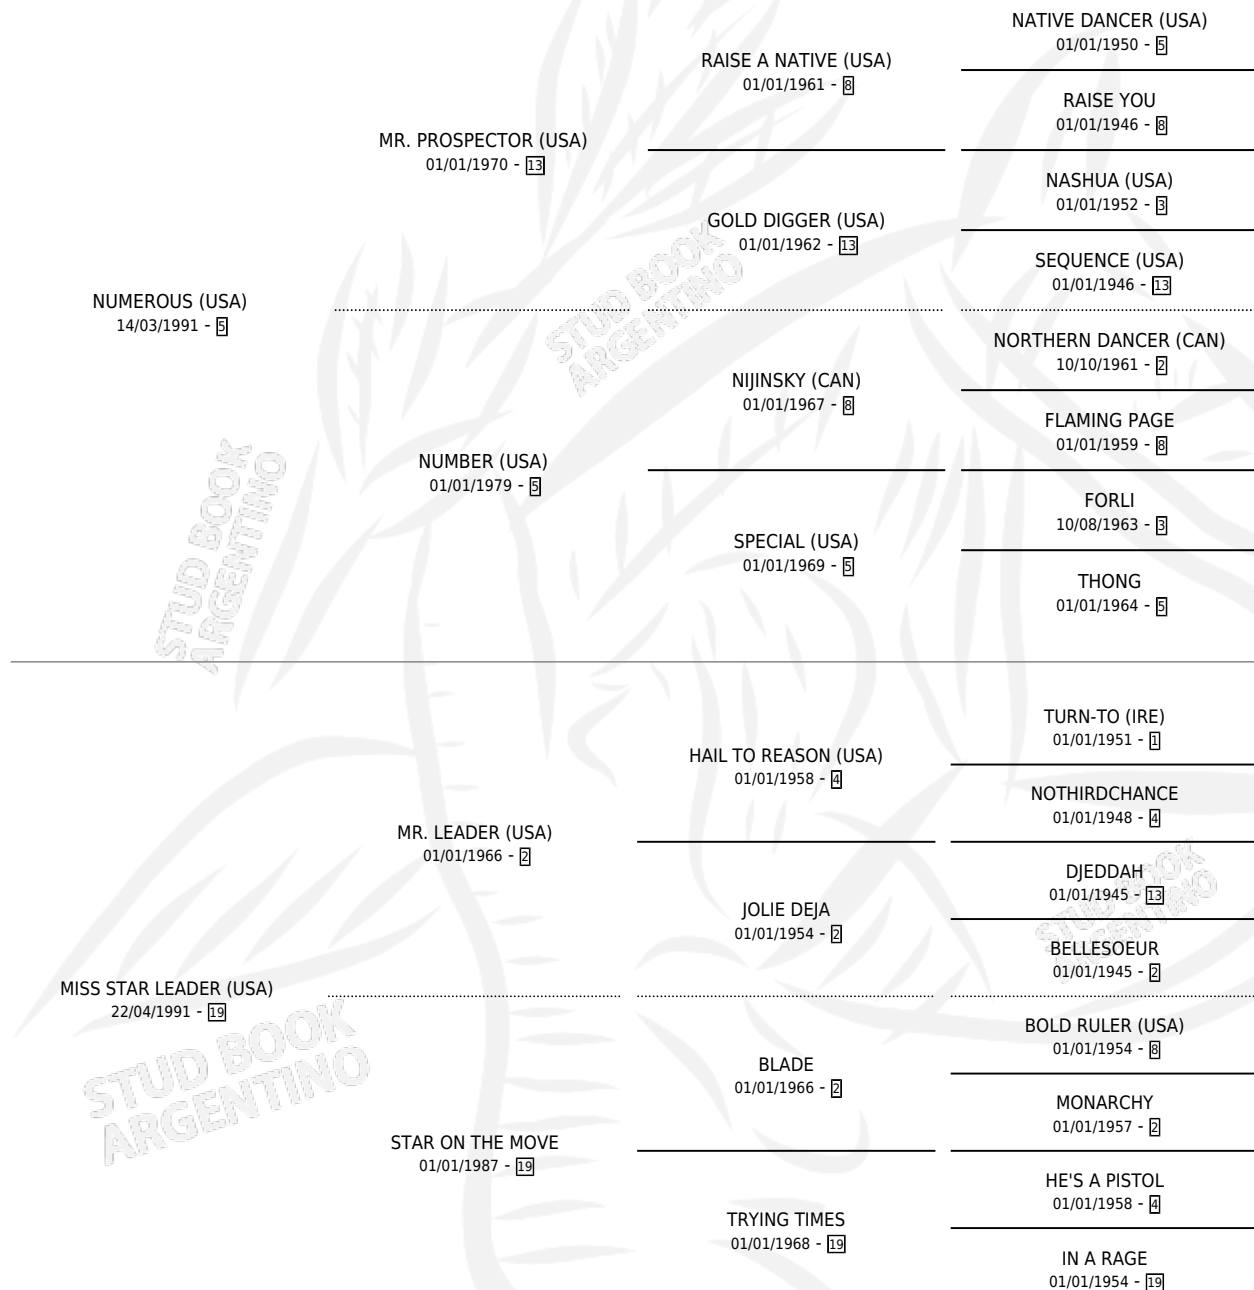 NATIVE DANCER (USA)
01/01/1950 - 5
RAISE A NATIVE (USA)
01/01/1961 - 8
RAISE YOU
01/01/1946 - 8
MR. PROSPECTOR (USA)
01/01/1970 - 13
NASHUA (USA)
01/01/1952 - 3
GOLD DIGGER (USA)
01/01/1962 - 13
SEQUENCE (USA)
01/01/1946 - 13
NUMEROUS (USA)
14/03/1991 - 5
NORTHERN DANCER (CAN)
10/10/1961 - 2
NIJINSKY (CAN)
01/01/1967 - 8
FLAMING PAGE
01/01/1959 - 8
NUMBER (USA)
01/01/1979 - 5
FORLI
10/08/1963 - 3
SPECIAL (USA)
01/01/1969 - 5
THONG
01/01/1964 - 5
TURN-TO (IRE)
01/01/1951 - 1
HAIL TO REASON (USA)
01/01/1958 - 4
NOTHIRDCHANCE
01/01/1948 - 4
MR. LEADER (USA)
01/01/1966 - 2
DJEDDAH
01/01/1945 - 13
JOLIE DEJA
01/01/1954 - 2
BELLESOEUR
01/01/1945 - 2
MISS STAR LEADER (USA)
22/04/1991 - 19
BOLD RULER (USA)
01/01/1954 - 8
BLADE
01/01/1966 - 2
MONARCHY
01/01/1957 - 2
STAR ON THE MOVE
01/01/1987 - 19
HE'S A PISTOL
01/01/1958 - 4
TRYING TIMES
01/01/1968 - 19
IN A RAGE
01/01/1954 - 19
STUD BOOK
ARGENTINO
STUD BOOK
ARGENTINO
STUD BOOK
ARGENTINO
STUD BOOK
ARGENTINO